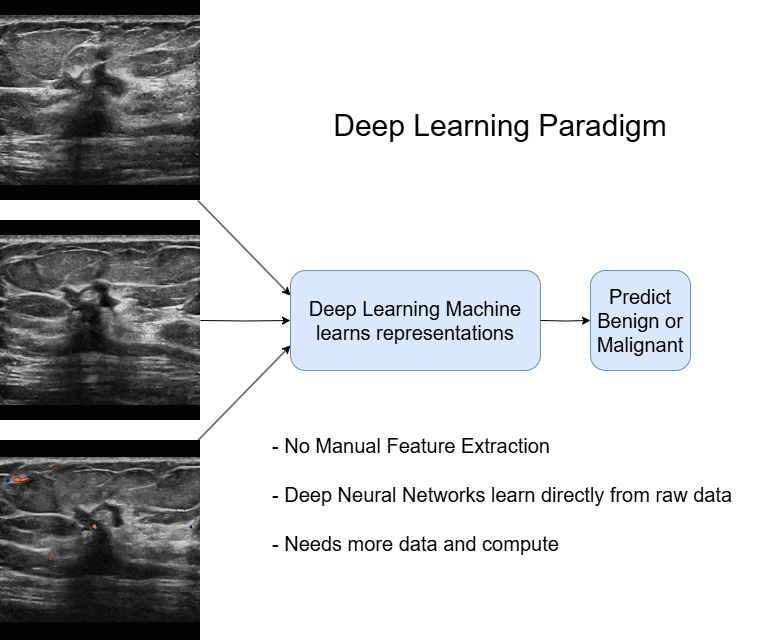 Deep Learning Paradigm
Deep Learning Machine
learns representations
Predict
Benign or
Malignant
- No Manual Feature Extraction
- Deep Neural Networks learn directly from raw data
- Needs more data and compute